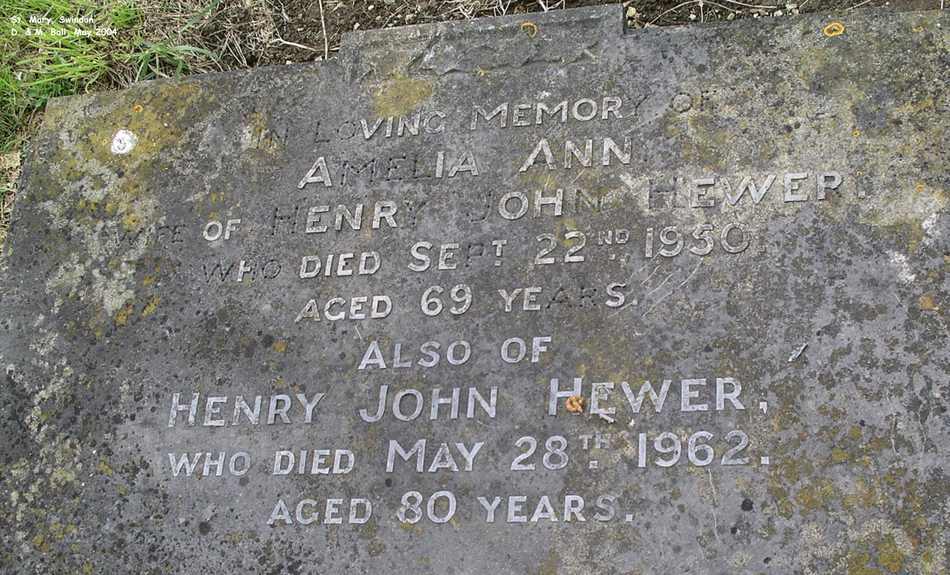 St. Mary, Swindon
D. & M. Ball, May 2004
IN LOVING MEMORY OF
AMELIA ANN
WIFE OF HENRY JOHN HEWER,
WHO DIED SEPT. 22ND. 1950.
AGED 69 YEARS.
ALSO OF
HENRY JOHN HEWER,
WHO DIED MAY 28TH. 1962.
AGED 80 YEARS.